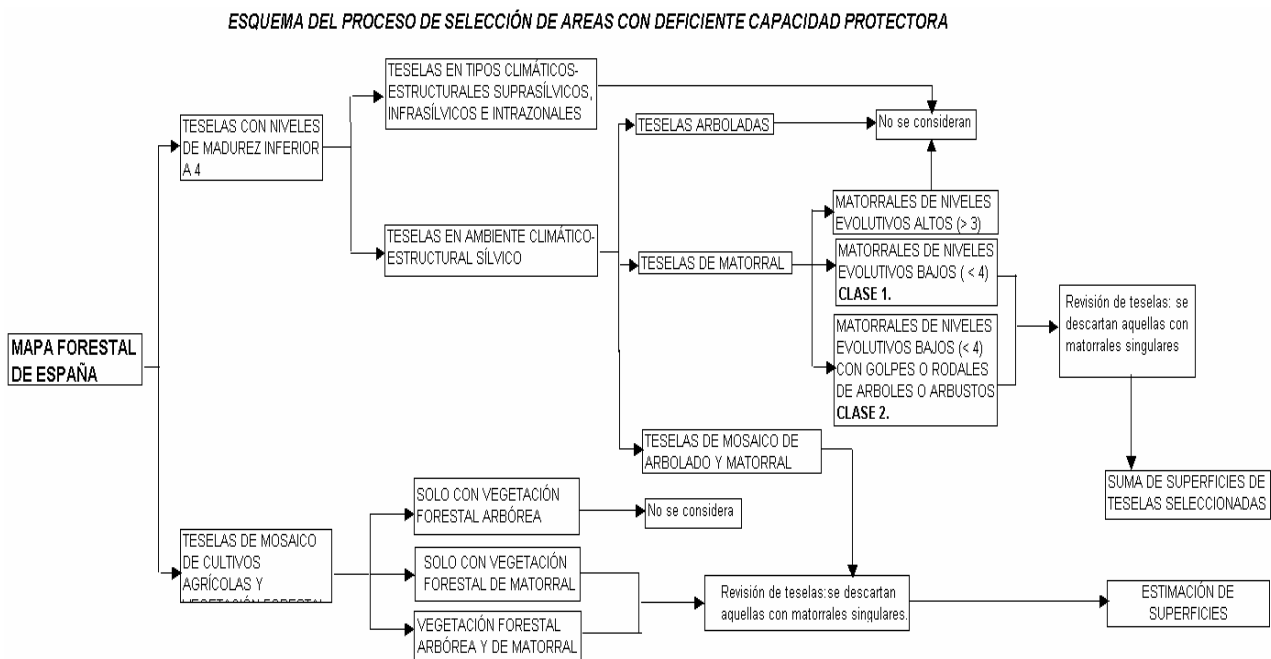 ESQUEMA DEL PROCESO DE SELECCIÓN DE AREAS CON DEFICIENTE CAPACIDAD PROTECTORA
MAPA FORESTAL
DE ESPAÑA
TESELAS CON NIVELES
DE MADUREZ INFERIOR
A 4
TESELAS EN TIPOS CLIMÁTICOS-
ESTRUCTURALES SUPRASÍLVICOS,
INFRASÍLVICOS E INTRAZONALES
TESELAS EN AMBIENTE CLIMÁTICO-
ESTRUCTURAL SÍLVICO
TESELAS ARBOLADAS
No se consideran
TESELAS DE MATORRAL
MATORRALES DE NIVELES
EVOLUTIVOS ALTOS (> 3)
MATORRALES DE NIVELES
EVOLUTIVOS BAJOS ( < 4)
CLASE 1.
MATORRALES DE NIVELES
EVOLUTIVOS BAJOS (< 4)
CON GOLPES O RODALES
DE ARBOLES O ARBUSTOS
CLASE 2.
Revisión de teselas: se
descartan aquellas con
matorrales singulares
SUMA DE SUPERFICIES DE
TESELAS SELECCIONADAS
TESELAS DE MOSAICO DE
ARBOLADO Y MATORRAL
TESELAS DE MOSAICO
DE CULTIVOS
AGRÍCOLAS Y
VEGETACIÓN FORESTAL
SOLO CON VEGETACIÓN
FORESTAL ARBÓREA
No se considera
SOLO CON VEGETACIÓN
FORESTAL DE MATORRAL
VEGETACIÓN FORESTAL
ARBÓREA Y DE MATORRAL
Revisión de teselas:se descartan
aquellas con matorrales singulares.
ESTIMACIÓN DE
SUPERFICIES